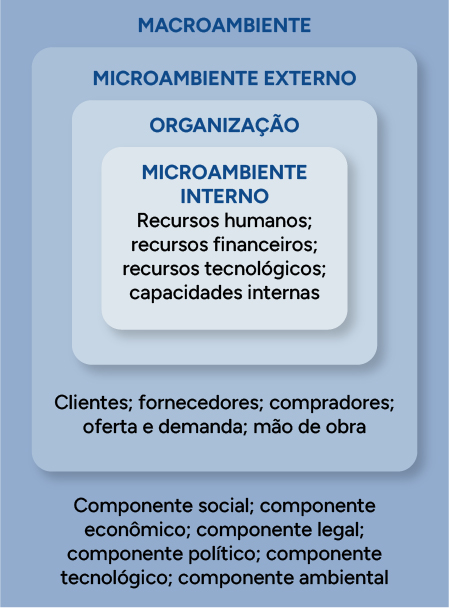 MACROAMBIENTE
MICROAMBIENTE EXTERNO
ORGANIZAÇÃO
MICROAMBIENTE
INTERNO
Recursos humanos;
recursos financeiros;
recursos tecnológicos;
capacidades internas
Clientes; fornecedores; compradores;
oferta e demanda; mão de obra
Componente social; componente
econômico; componente legal;
componente político; componente
tecnológico; componente ambiental